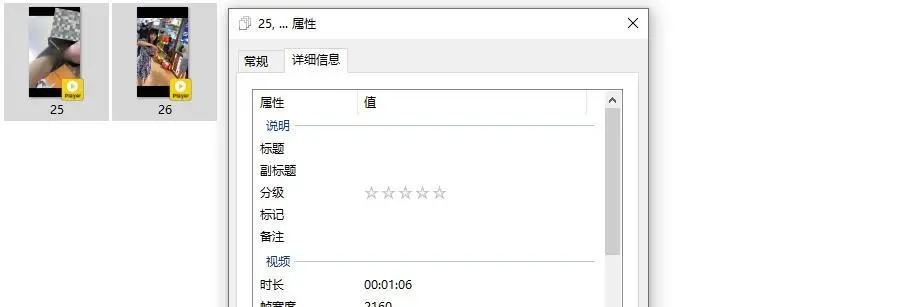 25, ... 属性
常规
详细信息
属性
值
说明
标题
副标题
分级
标记
备注
视频
时长
00:01:06
帧宽度
2160
Player
25
Player
26